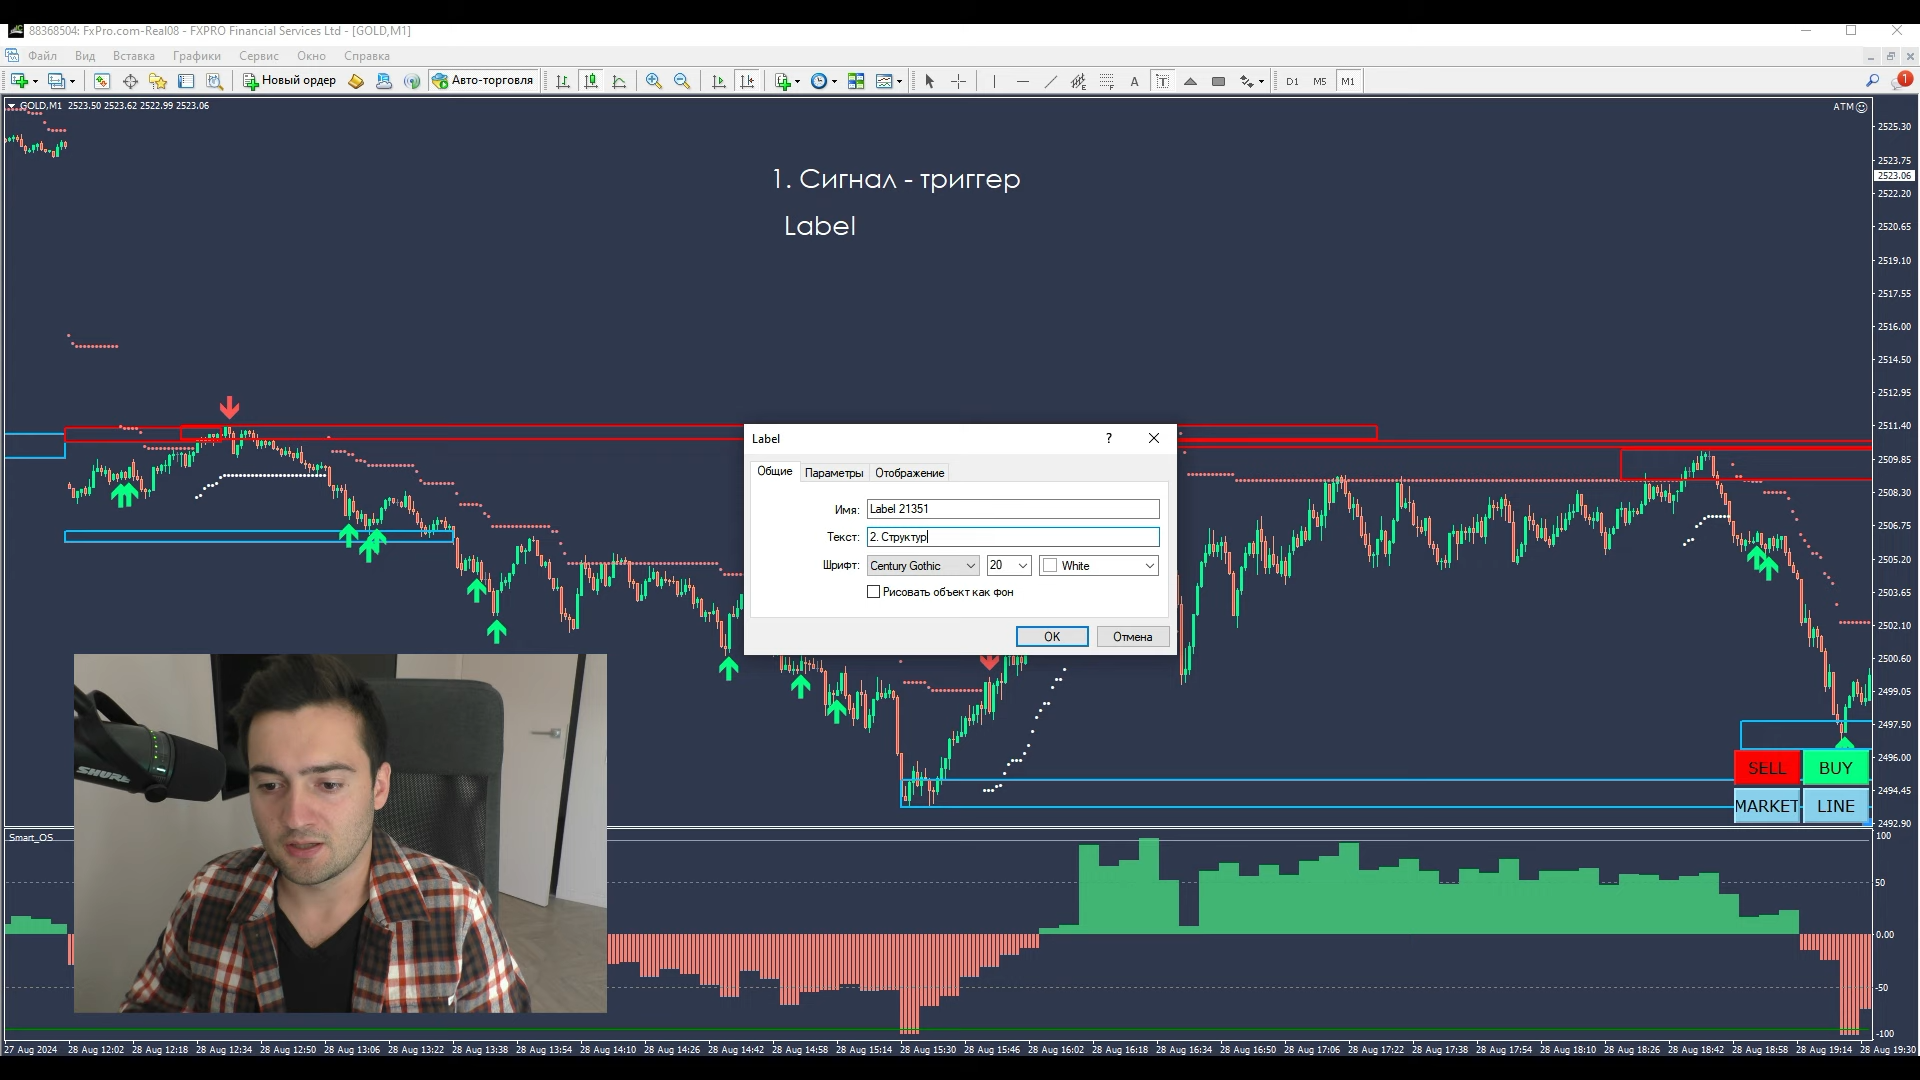 88368504: FxPro.com-Real08 - FXPRO Financial Services Ltd - [GOLD,M1]
Файл Вид Вставка Графики Сервис Окно Справка
Новый ордер Авто-торговля A T D1 M5 M1 1
GOLD,M1 2523.50 2523.62 2522.99 2523.06
ATM
2525.30
2523.75
2523.06
2522.20
2520.65
2519.10
2517.55
2516.00
2514.50
2512.95
2511.40
2509.85
2508.30
2506.75
2505.20
2503.65
2502.10
2500.60
2499.05
2497.50
2496.00
2494.45
2492.90
1. Сигнал - триггер
Label
Label ?
Общие Параметры Отображение
Имя: Label 21351
Текст: 2. Структур
Шрифт: Century Gothic 20 White
Рисовать объект как фон
OK Отмена
SELL BUY
MARKET LINE
SHURE
Smart_OS
100
50
0.00
-50
-100
27 Aug 2024 28 Aug 12:02 28 Aug 12:18 28 Aug 12:34 28 Aug 12:50 28 Aug 13:06 28 Aug 13:22 28 Aug 13:38 28 Aug 13:54 28 Aug 14:10 28 Aug 14:26 28 Aug 14:42 28 Aug 14:58 28 Aug 15:14 28 Aug 15:30 28 Aug 15:46 28 Aug 16:02 28 Aug 16:18 28 Aug 16:34 28 Aug 16:50 28 Aug 17:06 28 Aug 17:22 28 Aug 17:38 28 Aug 17:54 28 Aug 18:10 28 Aug 18:26 28 Aug 18:42 28 Aug 18:58 28 Aug 19:14 28 Aug 19:30